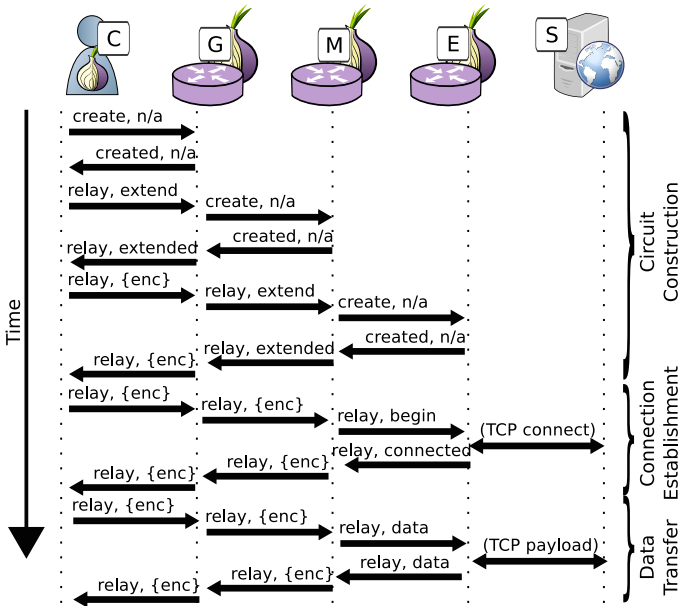 C
G
M
E
S
create, n/a
created, n/a
relay, extend
create, n/a
created, n/a
relay, extended
relay, {enc}
relay, extend
create, n/a
created, n/a
relay, extended
relay, {enc}
relay, {enc}
relay, {enc}
relay, begin
(TCP connect)
relay, connected
relay, {enc}
relay, {enc}
relay, {enc}
relay, {enc}
relay, data
(TCP payload)
relay, data
relay, {enc}
relay, {enc}
Time
Circuit
Construction
Connection
Establishment
Data
Transfer